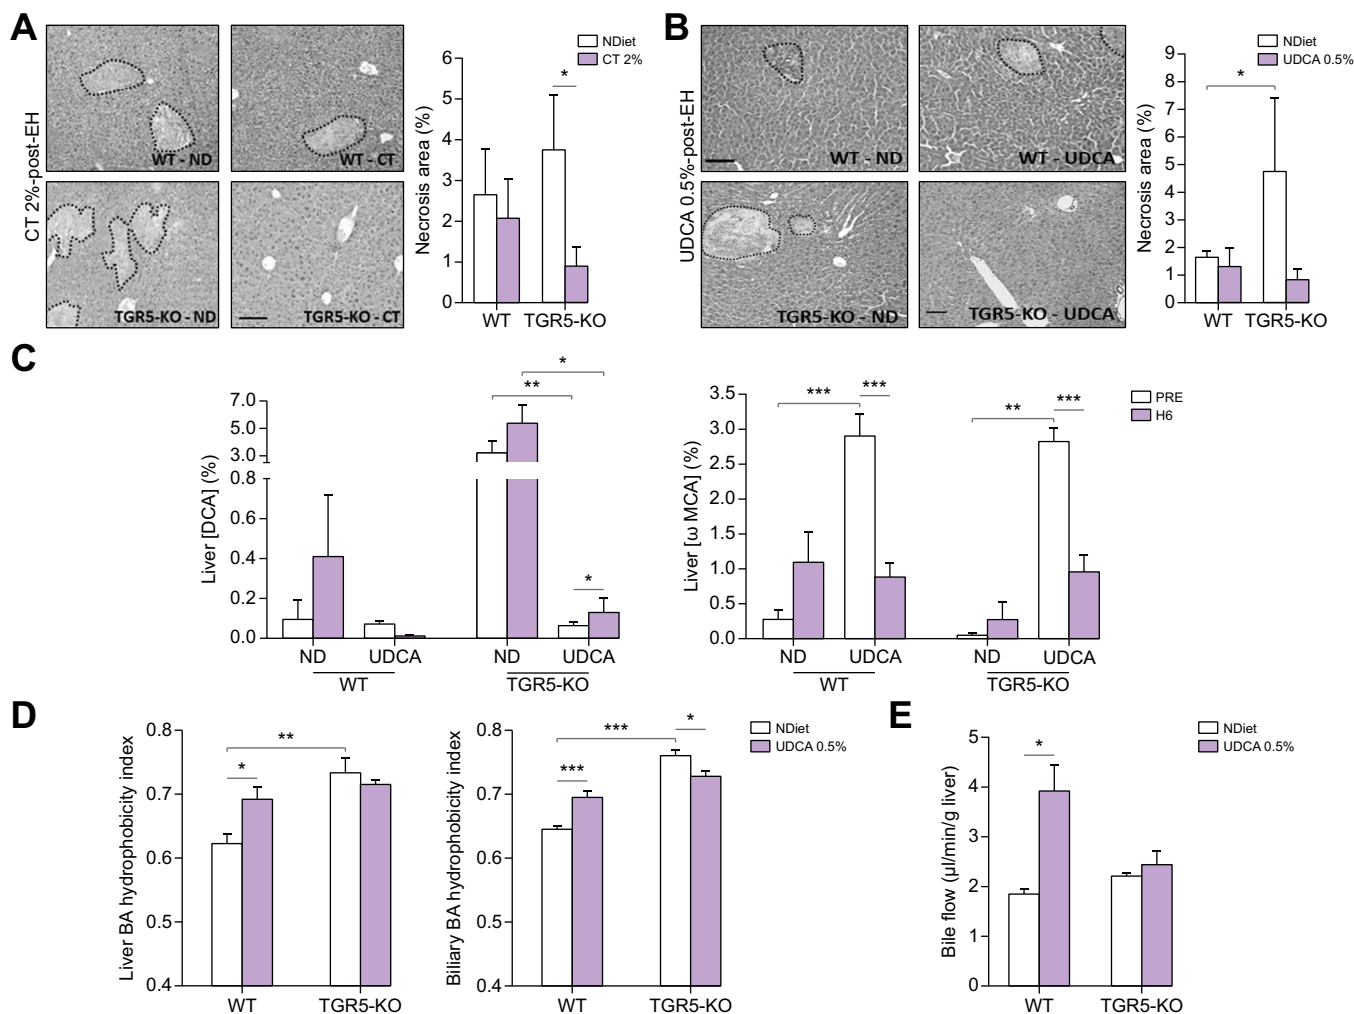 A
CT 2%-post-EH
WT - ND
WT - CT
TGR5-KO - ND
TGR5-KO - CT
NDiet
CT 2%
Necrosis area (%)
6
5
4
3
2
1
0
*
WT
TGR5-KO
B
UDCA 0.5%-post-EH
WT - ND
WT - UDCA
TGR5-KO - ND
TGR5-KO - UDCA
NDiet
UDCA 0.5%
Necrosis area (%)
9
8
7
6
5
4
3
2
1
0
*
WT
TGR5-KO
C
Liver [DCA] (%)
7.0
5.0
3.0
0.8
0.6
0.4
0.2
0.0
*
**
*
ND
UDCA
ND
UDCA
WT
TGR5-KO
Liver [ω MCA] (%)
3.5
3.0
2.5
2.0
1.5
1.0
0.5
0.0
***
***
**
***
ND
UDCA
ND
UDCA
WT
TGR5-KO
PRE
H6
D
Liver BA hydrophobicity index
0.8
0.7
0.6
0.5
0.4
**
*
WT
TGR5-KO
Biliary BA hydrophobicity index
0.8
0.7
0.6
0.5
0.4
***
*
***
WT
TGR5-KO
NDiet
UDCA 0.5%
E
NDiet
UDCA 0.5%
Bile flow (µl/min/g liver)
5
4
3
2
1
0
*
WT
TGR5-KO